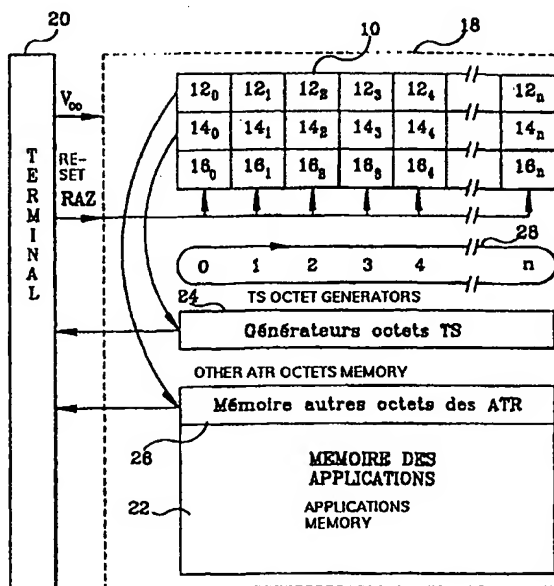 20
10
18
V∞
12₀ 12₁ 12₂ 12₃ 12₄ 12ₙ
14₀ 14₁ 14₂ 14₃ 14₄ 14ₙ
16₀ 16₁ 16₂ 16₃ 16₄ 16ₙ
TERMINAL
RE-
SET
RAZ
28
0 1 2 3 4 n
24
TS OCTET GENERATORS
Générateurs octets TS
OTHER ATR OCTETS MEMORY
Mémoire autres octets des ATR
26
MEMOIRE DES
APPLICATIONS
APPLICATIONS
MEMORY
22